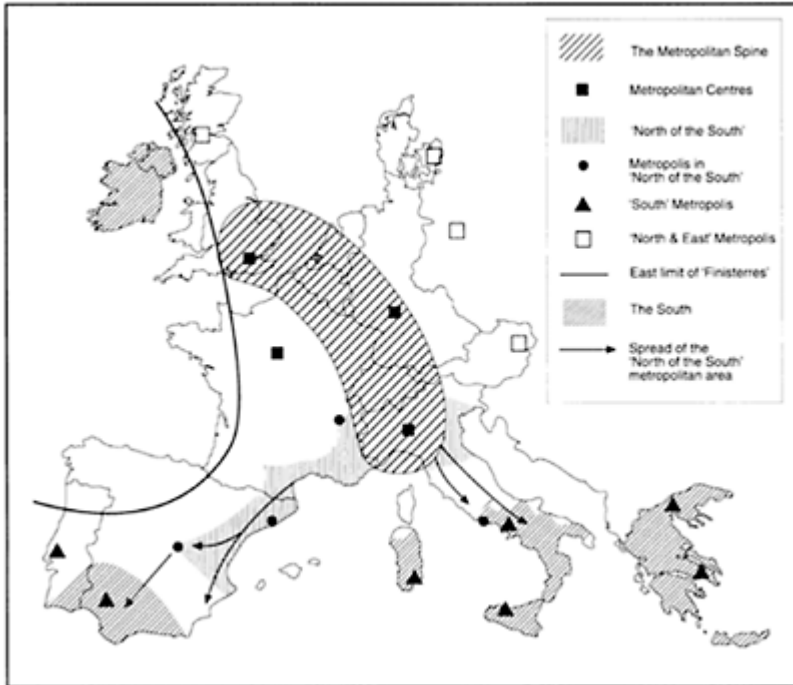 The Metropolitan Spine
Metropolitan Centres
'North of the South'
Metropolis in
'North of the South'
'South' Metropolis
'North & East' Metropolis
East limit of 'Finisterres'
The South
Spread of the
'North of the South'
metropolitan area